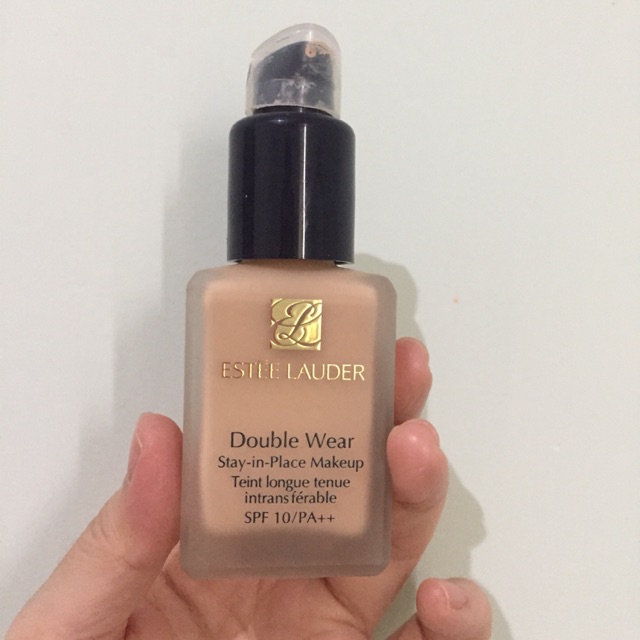 ESTĒE LAUDER
Double Wear
Stay-in-Place Makeup
Teint longue tenue
intransférable
SPF 10/PA++